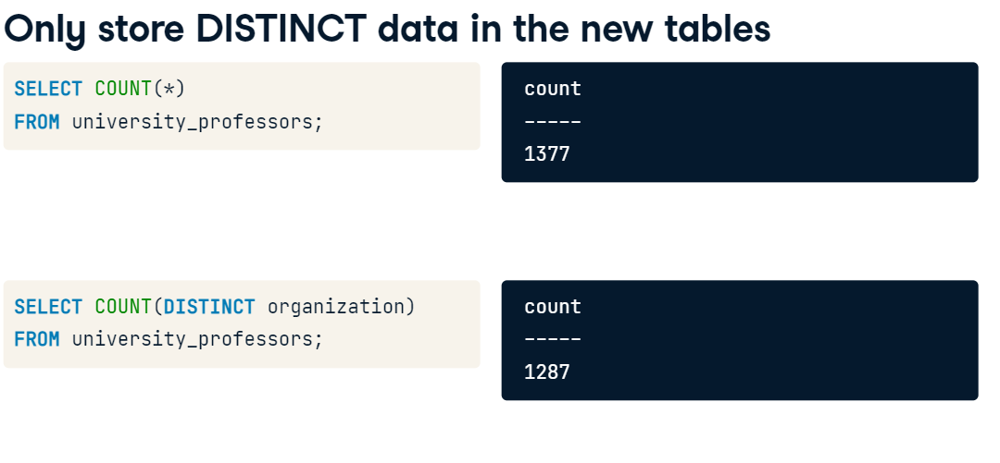 Only store DISTINCT data in the new tables
SELECT COUNT(*)
FROM university_professors;
count
-----
1377
SELECT COUNT(DISTINCT organization)
FROM university_professors;
count
-----
1287